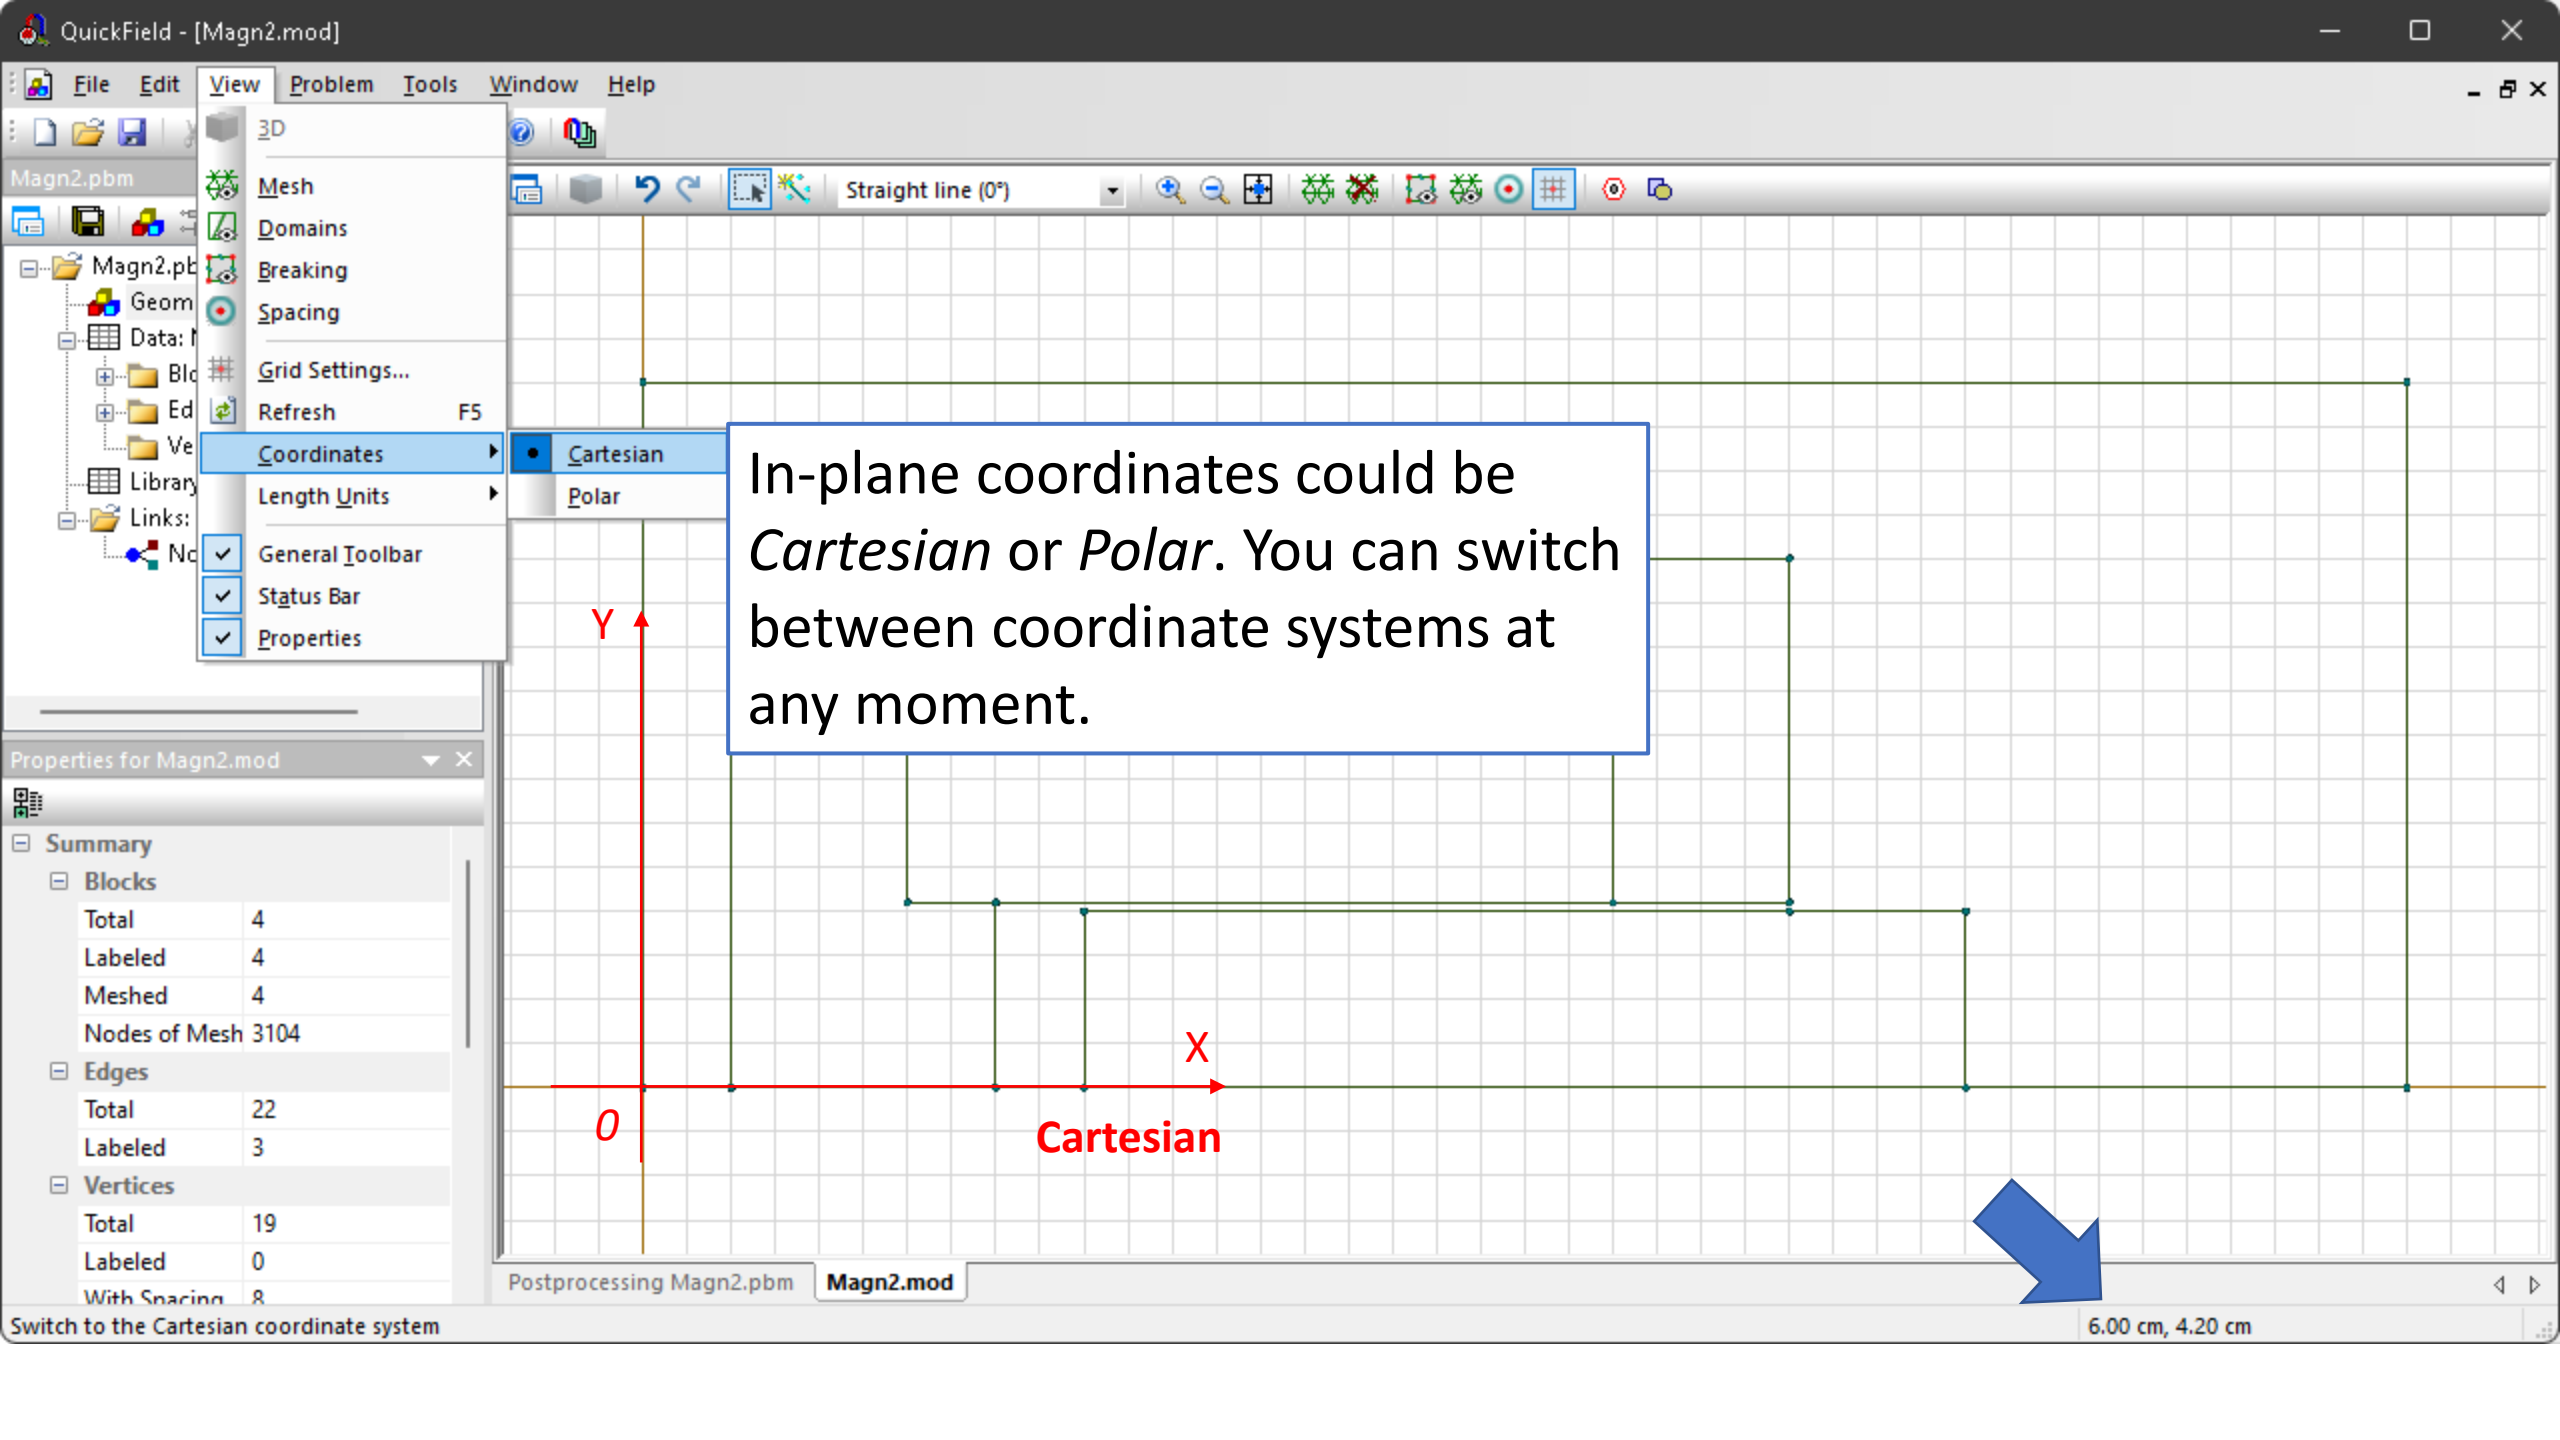 QuickField - [Magn2.mod]
File Edit View Problem Tools Window Help
3D
Mesh
Domains
Breaking
Spacing
Grid Settings...
Refresh F5
Coordinates
Length Units
General Toolbar
Status Bar
Properties
Cartesian
Polar
Straight line (0°)
Magn2.pbm
Magn2.pb
Geom
Data:
Library
Links:
In-plane coordinates could be
Cartesian or Polar. You can switch
between coordinate systems at
any moment.
Y
X
0
Cartesian
Properties for Magn2.mod
Summary
Blocks
Total 4
Labeled 4
Meshed 4
Nodes of Mesh 3104
Edges
Total 22
Labeled 3
Vertices
Total 19
Labeled 0
With Spacing 8
Postprocessing Magn2.pbm Magn2.mod
Switch to the Cartesian coordinate system
6.00 cm, 4.20 cm